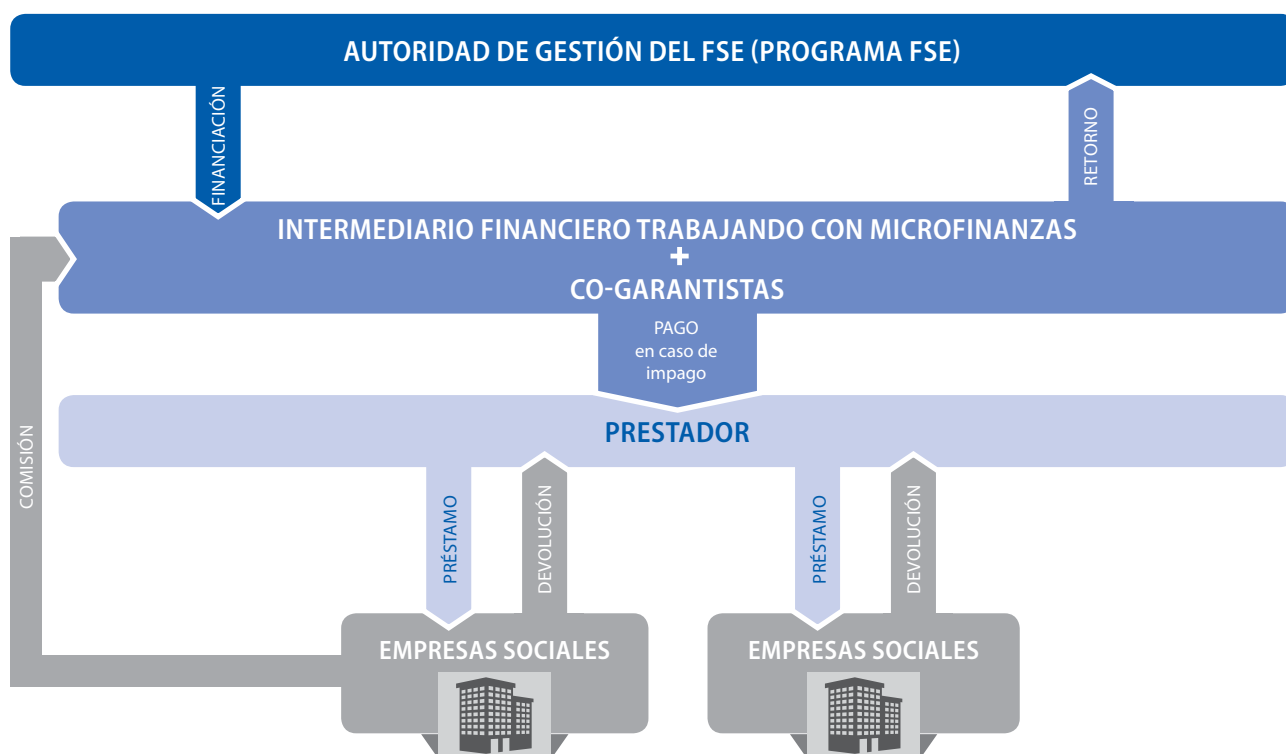 AUTORIDAD DE GESTIÓN DEL FSE (PROGRAMA FSE)
FINANCIACIÓN
RETORNO
INTERMEDIARIO FINANCIERO TRABAJANDO CON MICROFINANZAS
+
CO-GARANTISTAS
PAGO
en caso de
impago
PRESTADOR
COMISIÓN
PRÉSTAMO
DEVOLUCIÓN
PRÉSTAMO
DEVOLUCIÓN
EMPRESAS SOCIALES
EMPRESAS SOCIALES